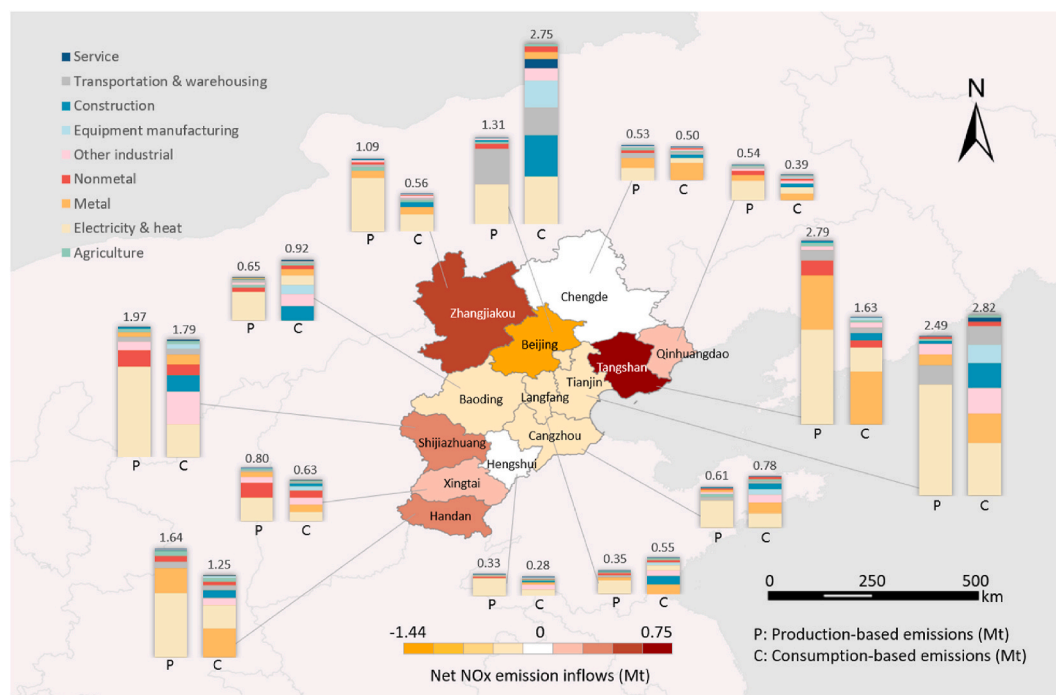 Service
Transportation & warehousing
Construction
Equipment manufacturing
Other industrial
Nonmetal
Metal
Electricity & heat
Agriculture
N
2.75
1.31
P C
1.09
0.56
P C
0.53 0.50
P C
0.54
0.39
P C
0.65
0.92
P C
2.79
1.63
P C
1.97
1.79
P C
2.49
2.82
P C
0.80
0.63
P C
0.61
0.78
P C
1.64
1.25
P C
0.33 0.28
P C
0.35
0.55
P C
Zhangjiakou
Chengde
Beijing
Qinhuangdao
Tangshan
Tianjin
Baoding
Langfang
Cangzhou
Shijiazhuang
Hengshui
Xingtai
Handan
-1.44 0 0.75
Net NOx emission inflows (Mt)
0 250 500
km
P: Production-based emissions (Mt)
C: Consumption-based emissions (Mt)